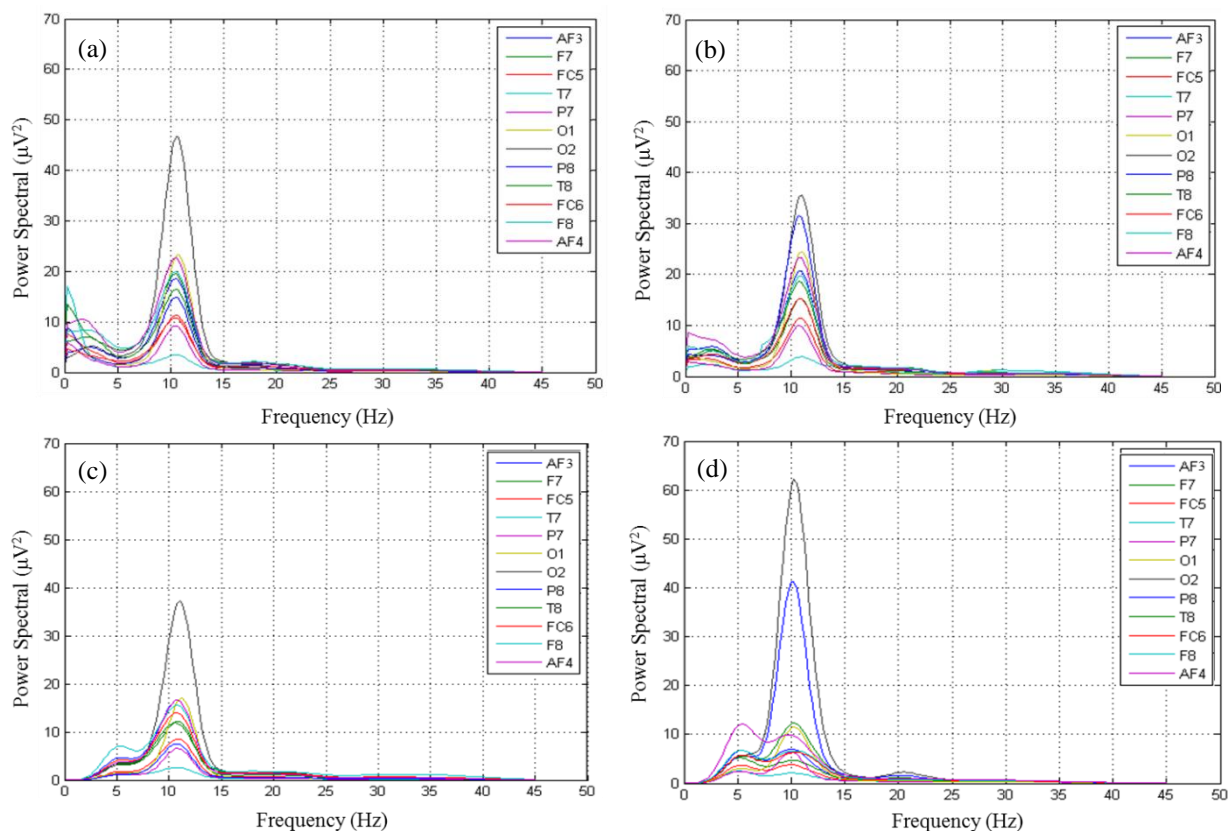 (a)
70
60
50
40
30
20
10
0
Power Spectral (µV²)
0 5 10 15 20 25 30 35 40 45 50
Frequency (Hz)
AF3
F7
FC5
T7
P7
O1
O2
P8
T8
FC6
F8
AF4
(b)
70
60
50
40
30
20
10
0
Power Spectral (µV²)
0 5 10 15 20 25 30 35 40 45 50
Frequency (Hz)
AF3
F7
FC5
T7
P7
O1
O2
P8
T8
FC6
F8
AF4
(c)
70
60
50
40
30
20
10
0
Power Spectral (µV²)
0 5 10 15 20 25 30 35 40 45 50
Frequency (Hz)
AF3
F7
FC5
T7
P7
O1
O2
P8
T8
FC6
F8
AF4
(d)
70
60
50
40
30
20
10
0
Power Spectral (µV²)
0 5 10 15 20 25 30 35 40 45 50
Frequency (Hz)
AF3
F7
FC5
T7
P7
O1
O2
P8
T8
FC6
F8
AF4